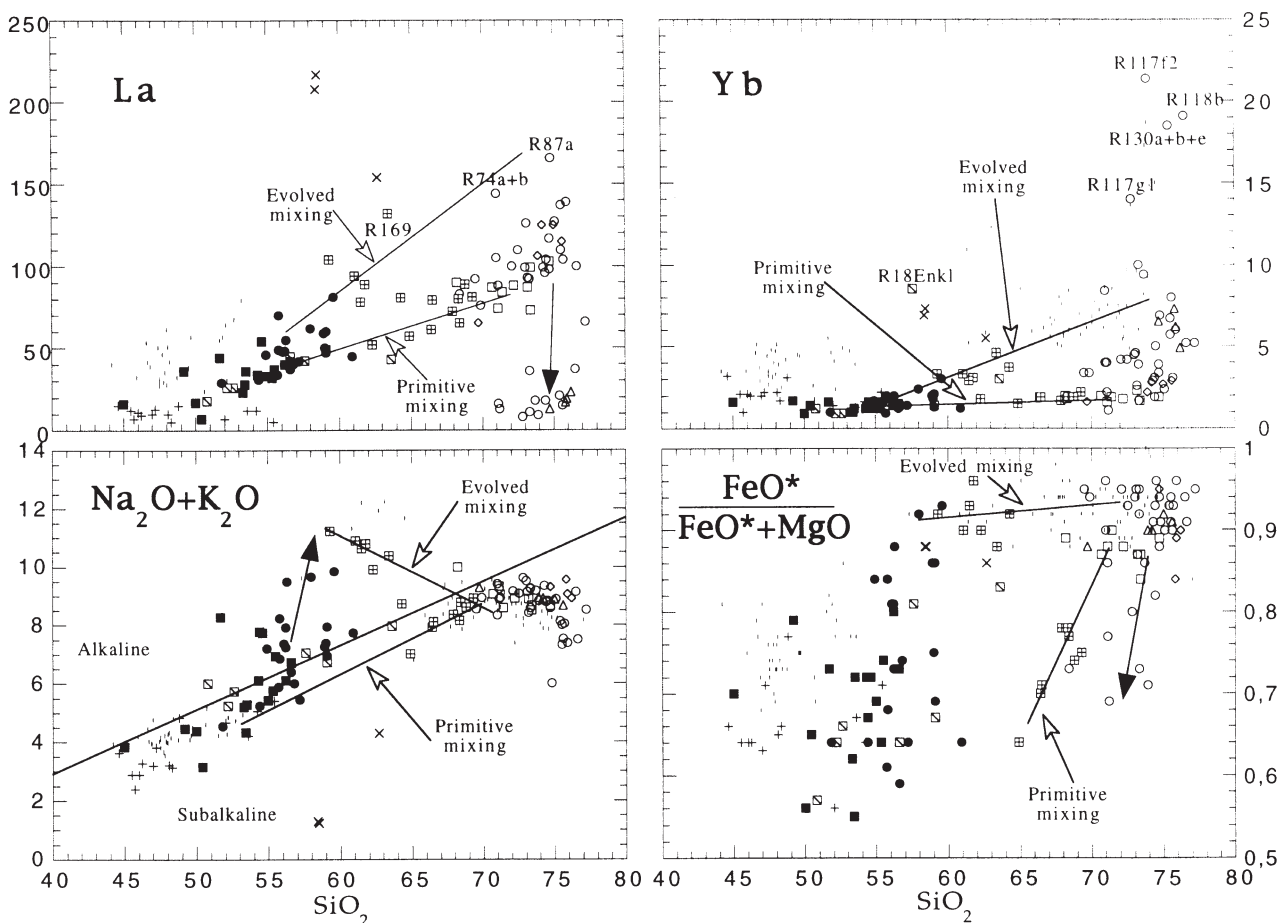 250
200
150
100
50
0
La
R87a
R74a+b
Evolved
mixing
R169
Primitive
mixing
25
20
15
10
5
0
Yb
R117f2
R118b
R130a+b+e
R117g1
Evolved
mixing
Primitive
mixing
R18Enkl
14
12
10
8
6
4
2
0
Na2O+K2O
Evolved
mixing
Alkaline
Primitive
mixing
Subalkaline
40 45 50 55 60 65 70 75 80
SiO2
1
0,9
0,8
0,7
0,6
0,5
Evolved mixing
FeO*
FeO*+MgO
Primitive
mixing
40 45 50 55 60 65 70 75 80
SiO2